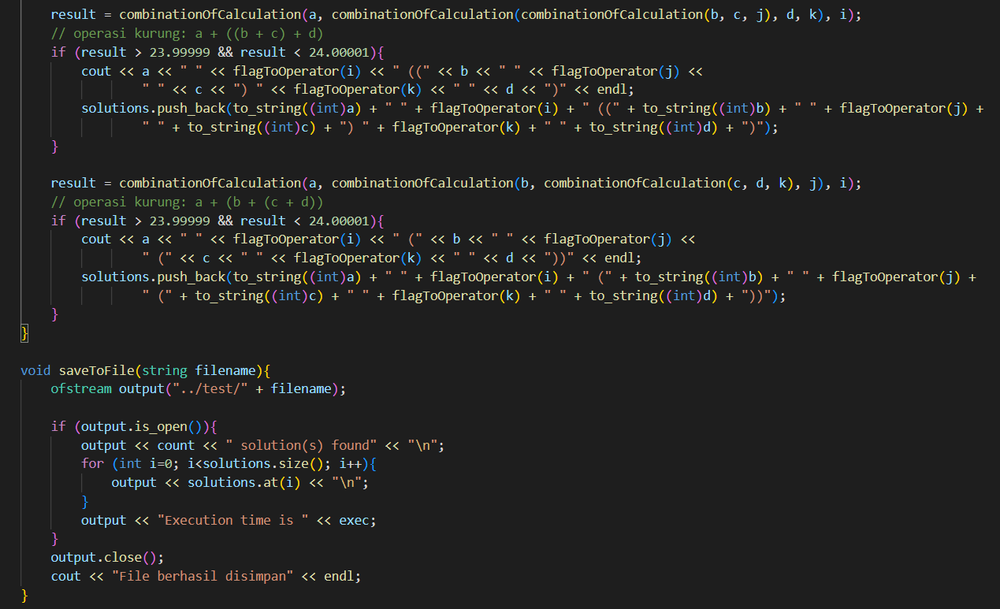 result = combinationOfCalculation(a, combinationOfCalculation(combinationOfCalculation(b, c, j), d, k), i);
    // operasi kurung: a + ((b + c) + d)
    if (result > 23.99999 && result < 24.00001){
        cout << a << " " << flagToOperator(i) << " ((" << b << " " << flagToOperator(j) <<
                " " << c << ") " << flagToOperator(k) << " " << d << ")" << endl;
        solutions.push_back(to_string((int)a) + " " + flagToOperator(i) + " ((" + to_string((int)b) + " " + flagToOperator(j) +
                " " + to_string((int)c) + ") " + flagToOperator(k) + " " + to_string((int)d) + ")");
    }

    result = combinationOfCalculation(a, combinationOfCalculation(b, combinationOfCalculation(c, d, k), j), i);
    // operasi kurung: a + (b + (c + d))
    if (result > 23.99999 && result < 24.00001){
        cout << a << " " << flagToOperator(i) << " (" << b << " " << flagToOperator(j) <<
                " (" << c << " " << flagToOperator(k) << " " << d << "))" << endl;
        solutions.push_back(to_string((int)a) + " " + flagToOperator(i) + " (" + to_string((int)b) + " " + flagToOperator(j) +
                " (" + to_string((int)c) + " " + flagToOperator(k) + " " + to_string((int)d) + "))");
    }
}

void saveToFile(string filename){
    ofstream output("../test/" + filename);

    if (output.is_open()){
        output << count << " solution(s) found" << "\n";
        for (int i=0; i<solutions.size(); i++){
            output << solutions.at(i) << "\n";
        }
        output << "Execution time is " << exec;
    }
    output.close();
    cout << "File berhasil disimpan" << endl;
}